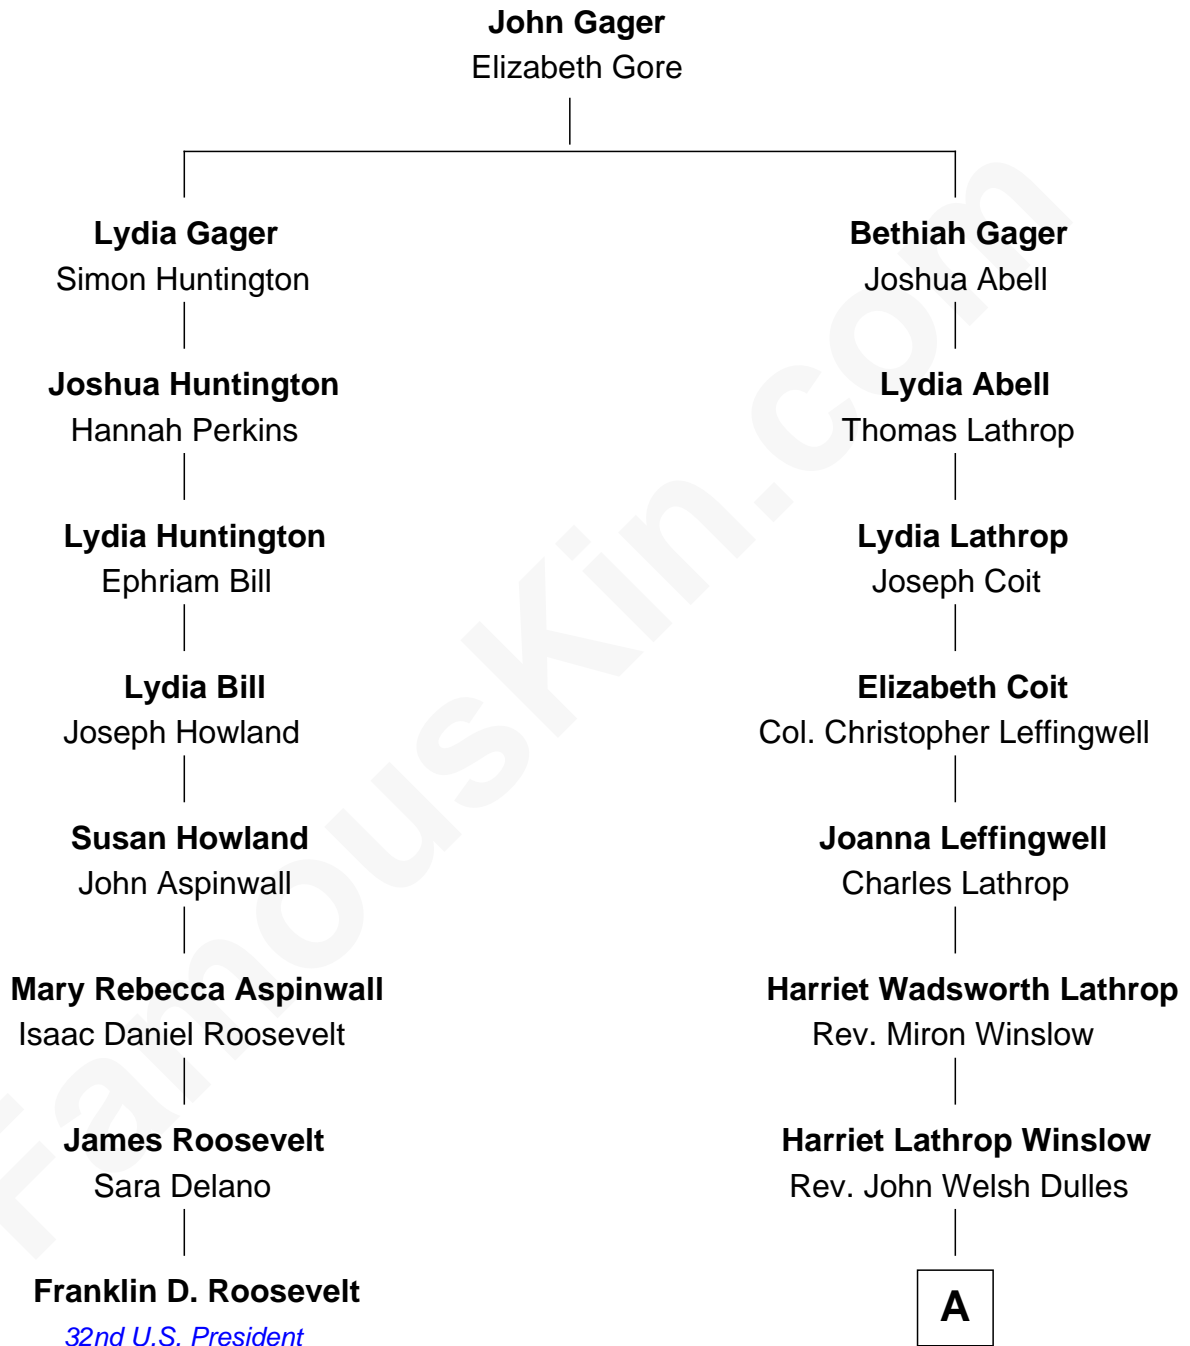 John Gager
Elizabeth Gore
Lydia Gager
Simon Huntington
Bethiah Gager
Joshua Abell
Joshua Huntington
Hannah Perkins
Lydia Abell
Thomas Lathrop
Lydia Huntington
Ephriam Bill
Lydia Lathrop
Joseph Coit
Lydia Bill
Joseph Howland
Elizabeth Coit
Col. Christopher Leffingwell
Susan Howland
John Aspinwall
Joanna Leffingwell
Charles Lathrop
Mary Rebecca Aspinwall
Isaac Daniel Roosevelt
Harriet Wadsworth Lathrop
Rev. Miron Winslow
James Roosevelt
Sara Delano
Harriet Lathrop Winslow
Rev. John Welsh Dulles
Franklin D. Roosevelt
32nd U.S. President
A
FamousKin.com